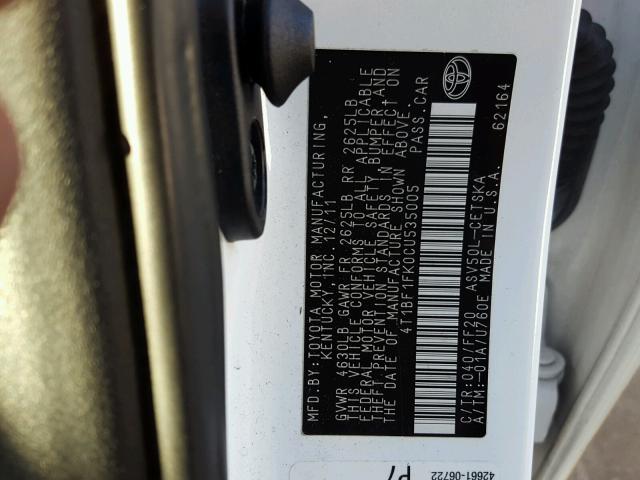 MFD.BY:TOYOTA MOTOR MANUFACTURING,
KENTUCKY, INC. 12/11
GVWR 4630LB GAWR FR 2625LB RR 2625LB
THIS VEHICLE CONFORMS TO ALL APPLICABLE
FEDERAL MOTOR VEHICLE SAFETY BUMPER,AND
THEFT PREVENTION STANDARDS IN EFFECT ON
THE DATE OF MANUFACTURE SHOWN ABOVE.
4T1BF1FK0CU535005 PASS.CAR
C/TR:040/FF20 ASV50L-CETSKA
A/TM:-01A/U760E MADE IN U.S.A.
62164
42661-06722
P7